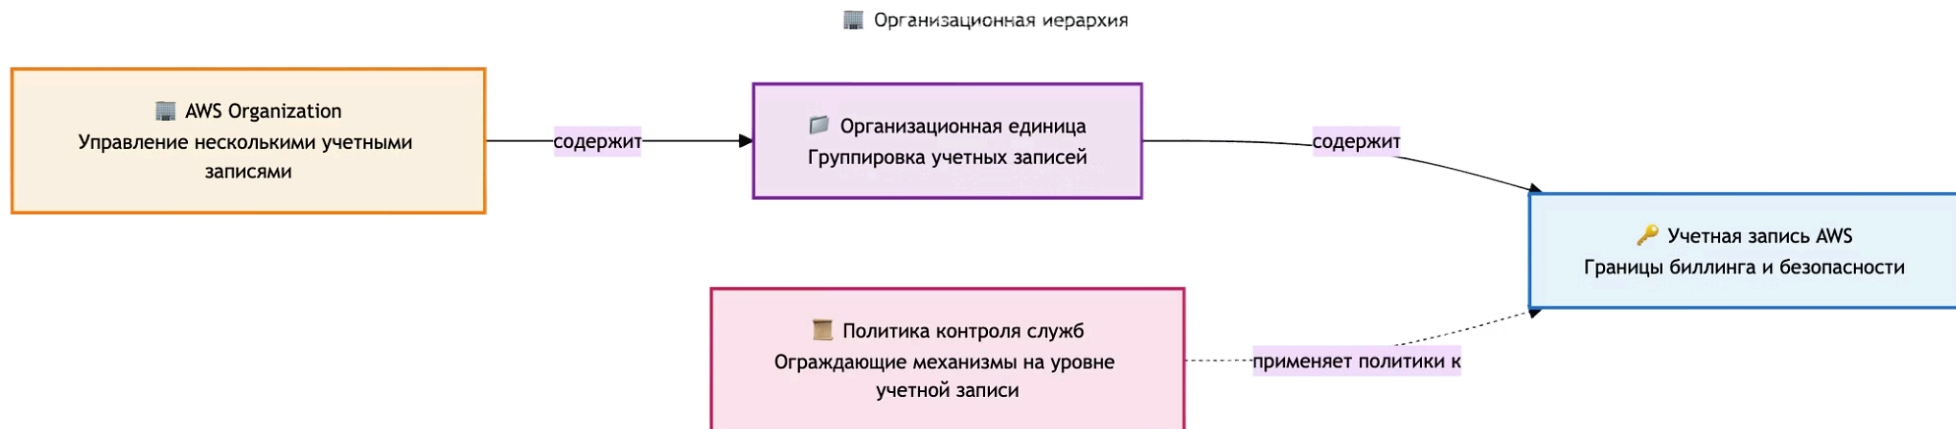 Организационная иерархия
AWS Organization
Управление несколькими учетными
записями
содержит
Организационная единица
Группировка учетных записей
содержит
Учетная запись AWS
Границы биллинга и безопасности
Политика контроля служб
Ограждающие механизмы на уровне
учетной записи
применяет политики к